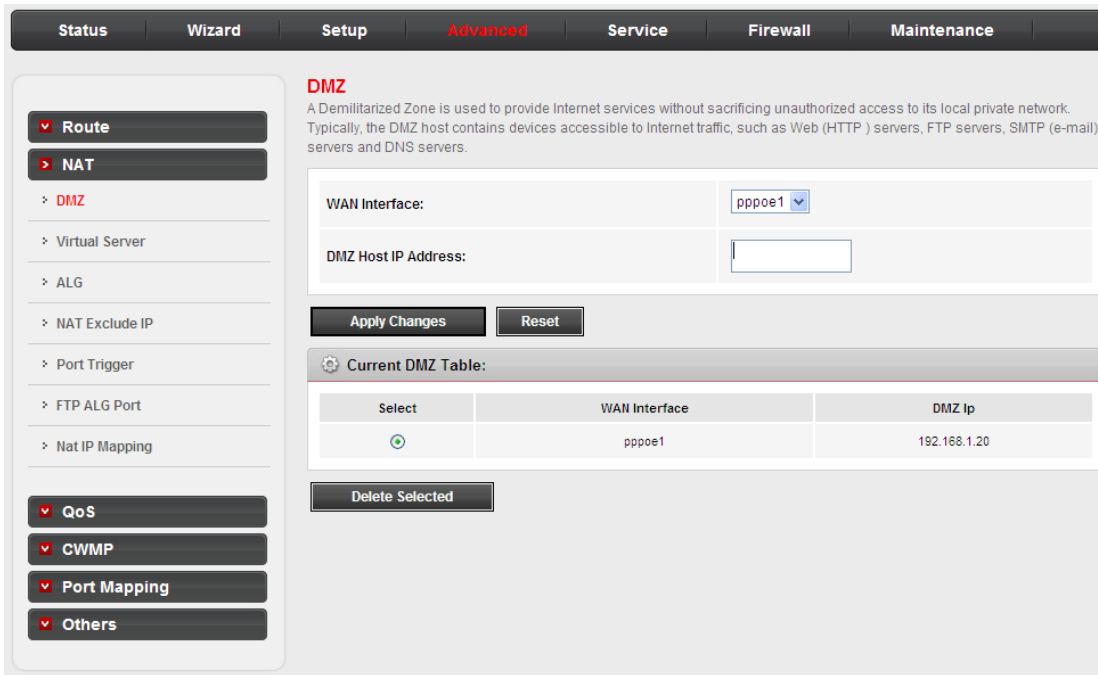 Status Wizard Setup Advanced Service Firewall Maintenance
DMZ
A Demilitarized Zone is used to provide Internet services without sacrificing unauthorized access to its local private network.
Typically, the DMZ host contains devices accessible to Internet traffic, such as Web (HTTP ) servers, FTP servers, SMTP (e-mail)
servers and DNS servers.
Route
NAT
DMZ
Virtual Server
ALG
NAT Exclude IP
Port Trigger
FTP ALG Port
Nat IP Mapping
QoS
CWMP
Port Mapping
Others
WAN Interface: pppoe1
DMZ Host IP Address:
Apply Changes Reset
Current DMZ Table:
Select WAN Interface DMZ Ip
pppoe1 192.168.1.20
Delete Selected